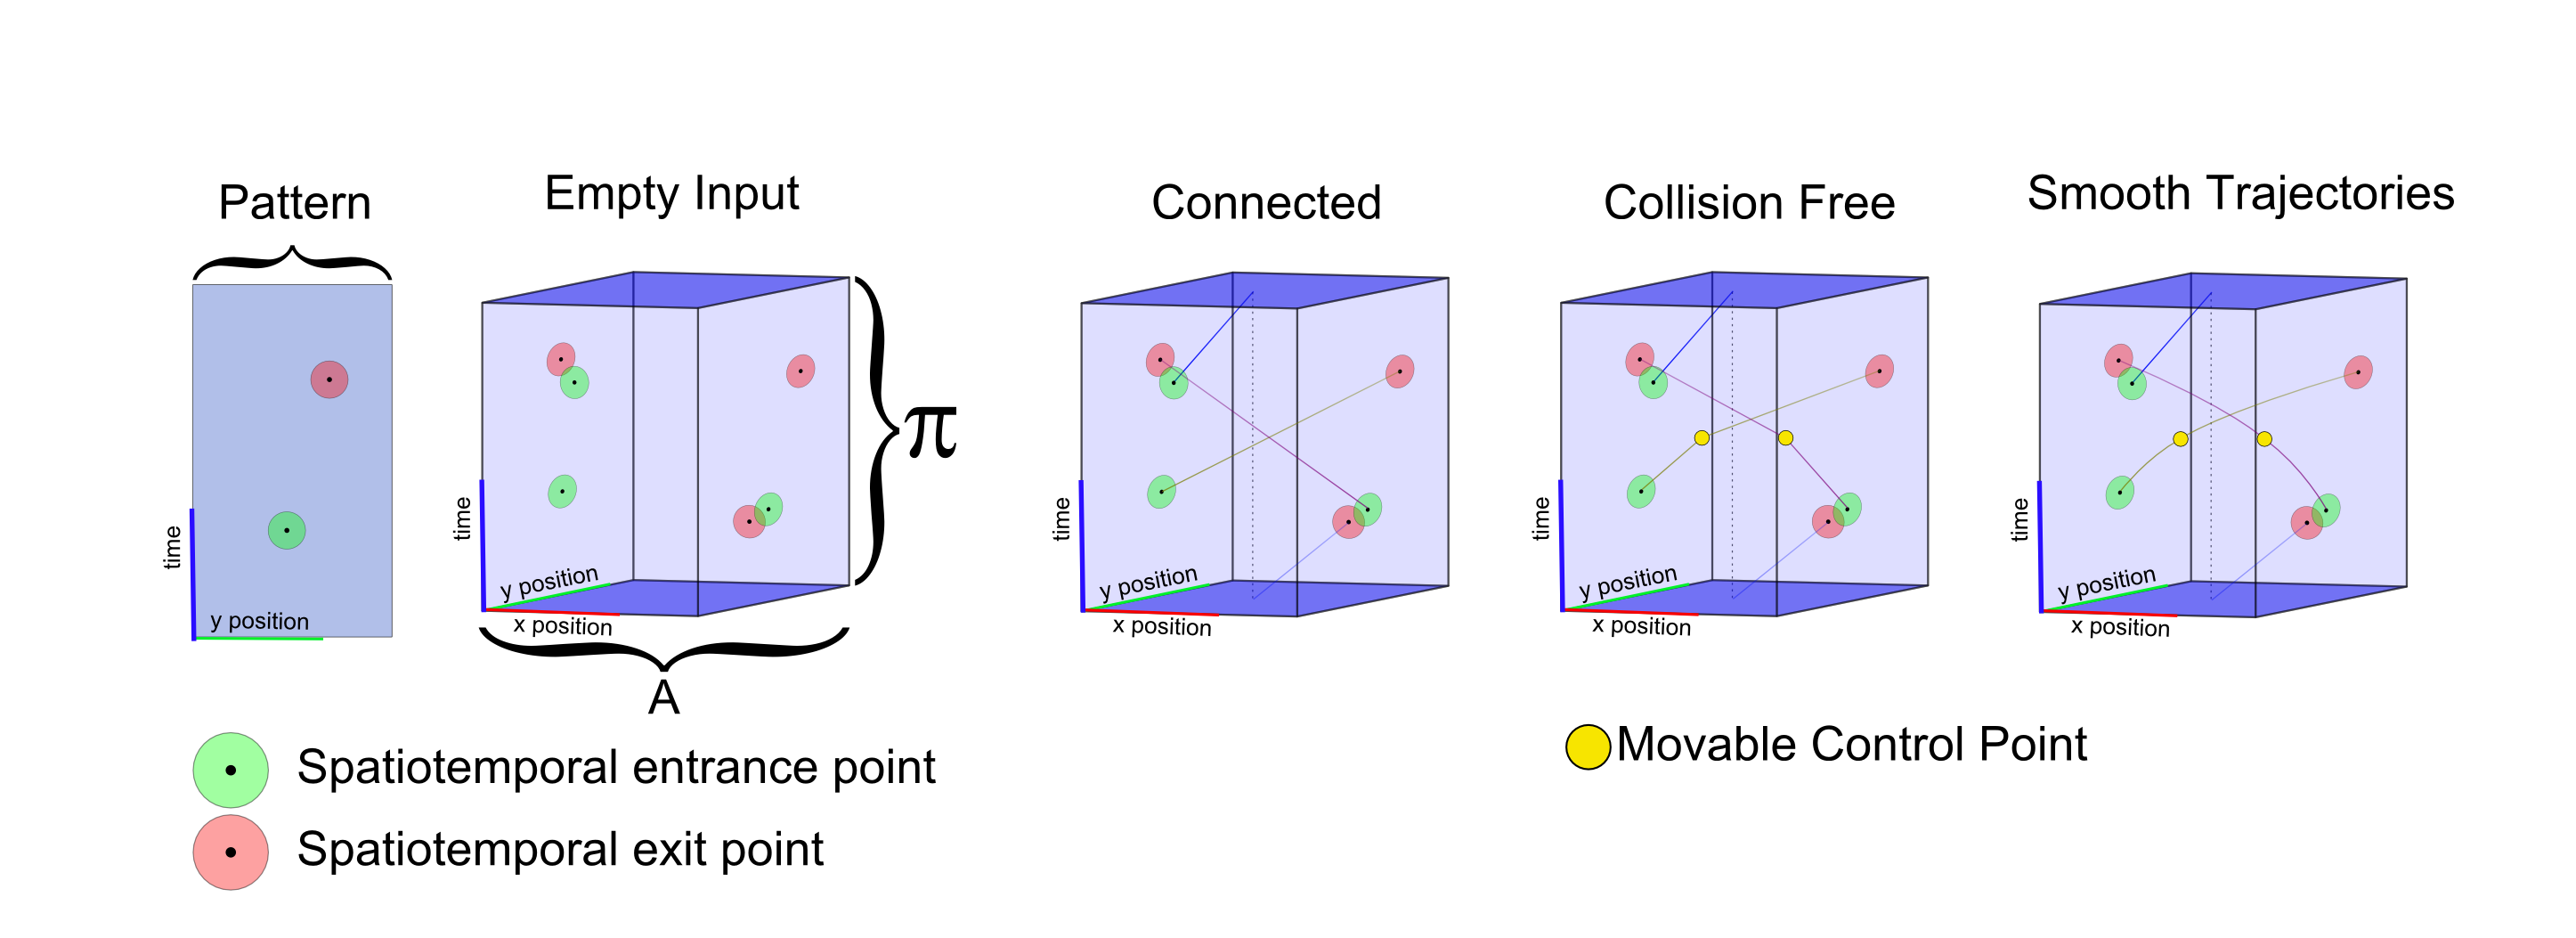 Pattern
Empty Input
Connected
Collision Free
Smooth Trajectories
time
y position
time
y position
x position
π
A
time
y position
x position
time
y position
x position
time
y position
x position
Spatiotemporal entrance point
Spatiotemporal exit point
Movable Control Point